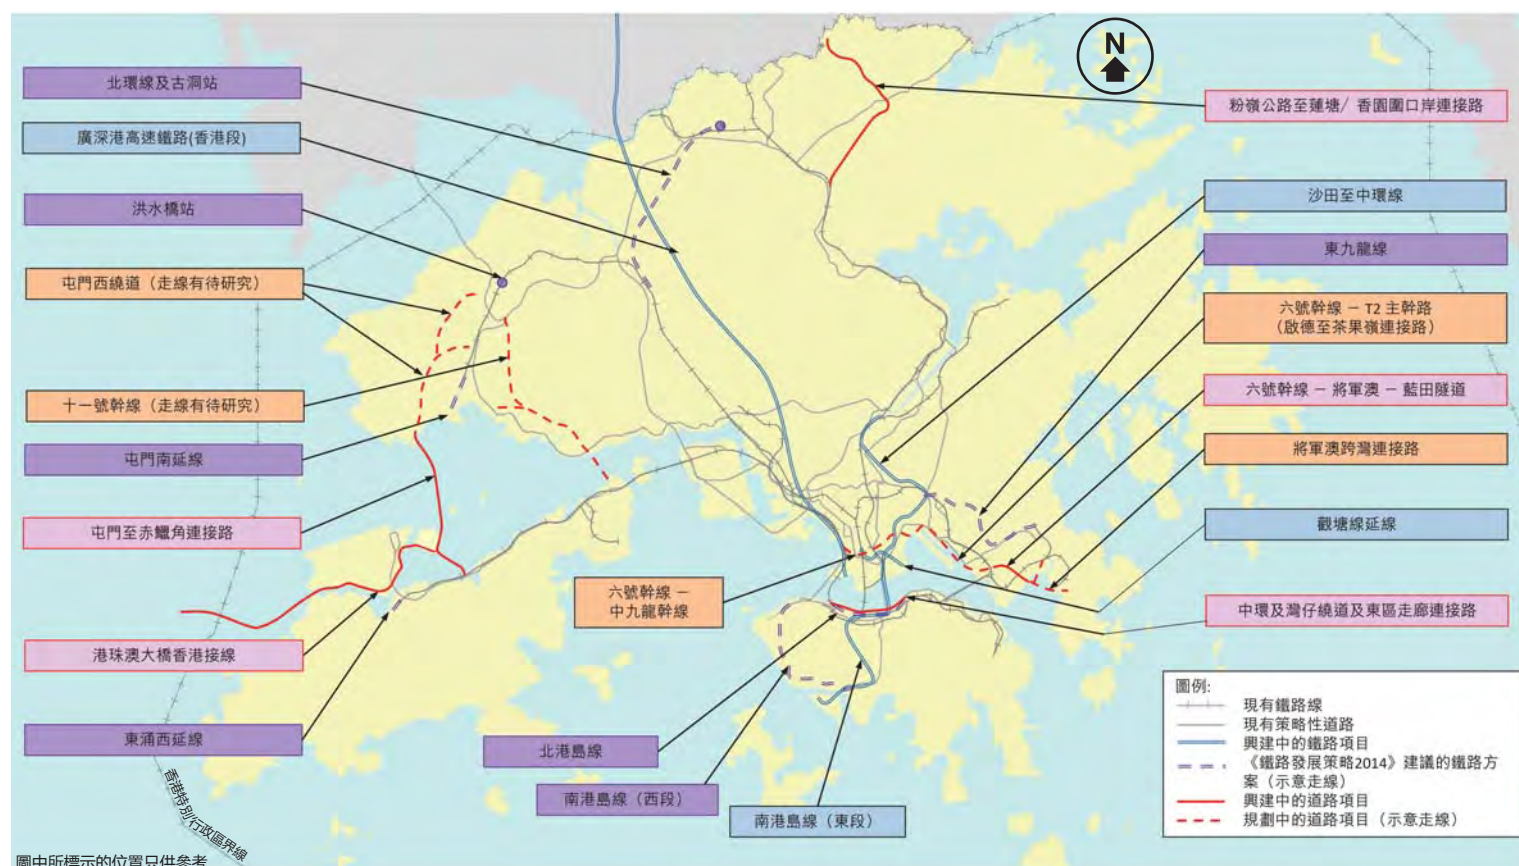 北環線及古洞站
廣深港高速鐵路(香港段)
洪水橋站
屯門西繞道（走線有待研究）
十一號幹線（走線有待研究）
屯門南延線
屯門至赤鱲角連接路
港珠澳大橋香港接線
東涌西延線
香港特別行政區界線
圖中所標示的位置只供參考
六號幹線 －
中九龍幹線
北港島線
南港島線（西段）
南港島線（東段）
N
粉嶺公路至蓮塘/ 香園圍口岸連接路
沙田至中環線
東九龍線
六號幹線 － T2 主幹路
（啟德至茶果嶺連接路）
六號幹線 － 將軍澳 － 藍田隧道
將軍澳跨灣連接路
觀塘線延線
中環及灣仔繞道及東區走廊連接路
圖例:
現有鐵路線
現有策略性道路
興建中的鐵路項目
《鐵路發展策略2014》建議的鐵路方
案（示意走線）
興建中的道路項目
規劃中的道路項目（示意走線）